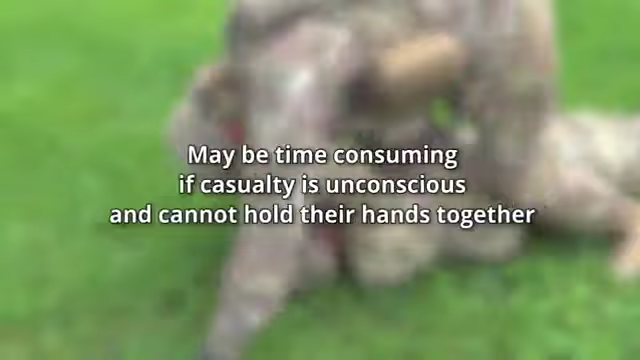 May be time consuming
if casualty is unconscious
and cannot hold their hands together